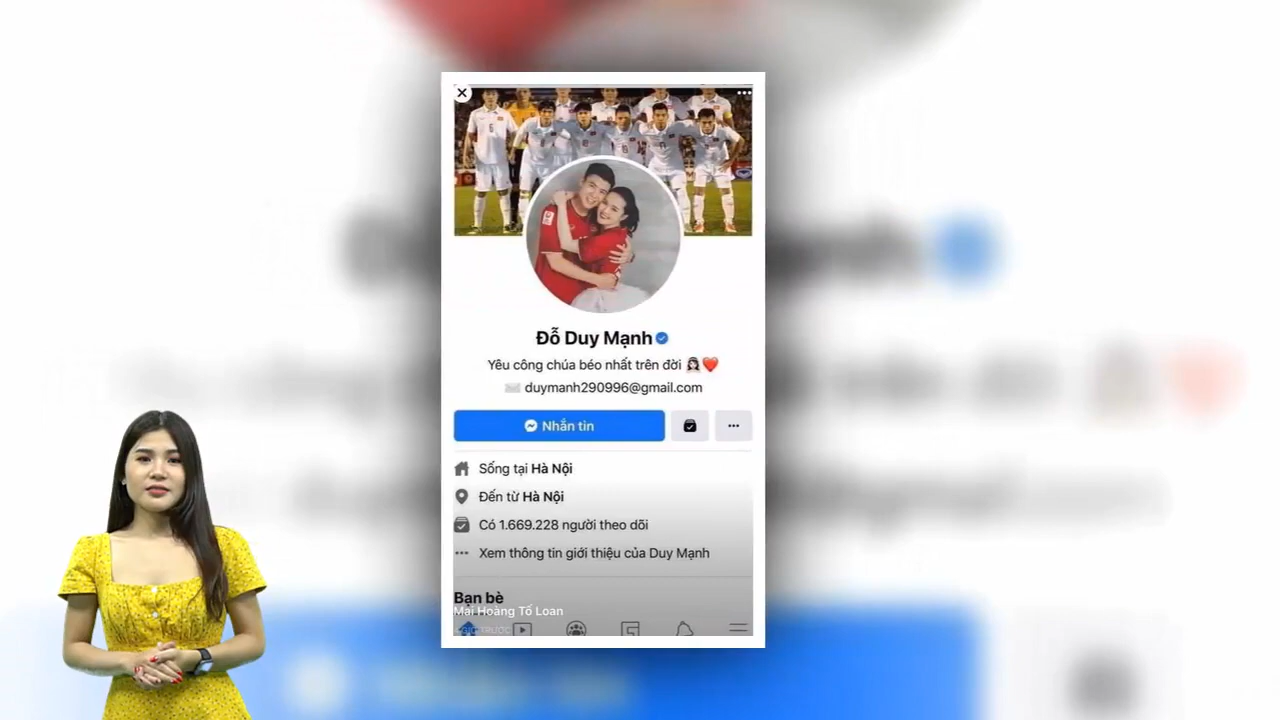 Đỗ Duy Mạnh
Yêu công chúa béo nhất trên đời 👰🏻❤️
✉️ duymanh290996@gmail.com
Nhắn tin
Sống tại Hà Nội
Đến từ Hà Nội
Có 1.669.228 người theo dõi
Xem thông tin giới thiệu của Duy Mạnh
Bạn bè
Mai Hoàng Tố Loan
GIỜ TRƯỚC